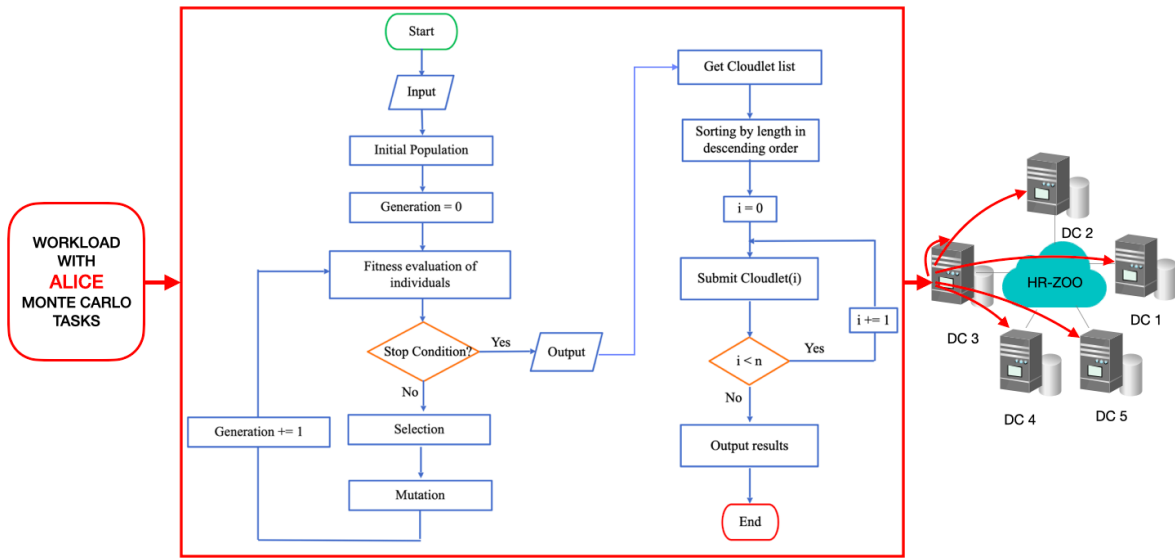 WORKLOAD
WITH
ALICE
MONTE CARLO
TASKS
Start
Input
Initial Population
Generation = 0
Fitness evaluation of
individuals
Stop Condition?
Yes
Output
No
Selection
Generation += 1
Mutation
Get Cloudlet list
Sorting by length in
descending order
i = 0
Submit Cloudlet(i)
i += 1
i < n
Yes
No
Output results
End
DC 2
HR-ZOO
DC 1
DC 3
DC 4
DC 5